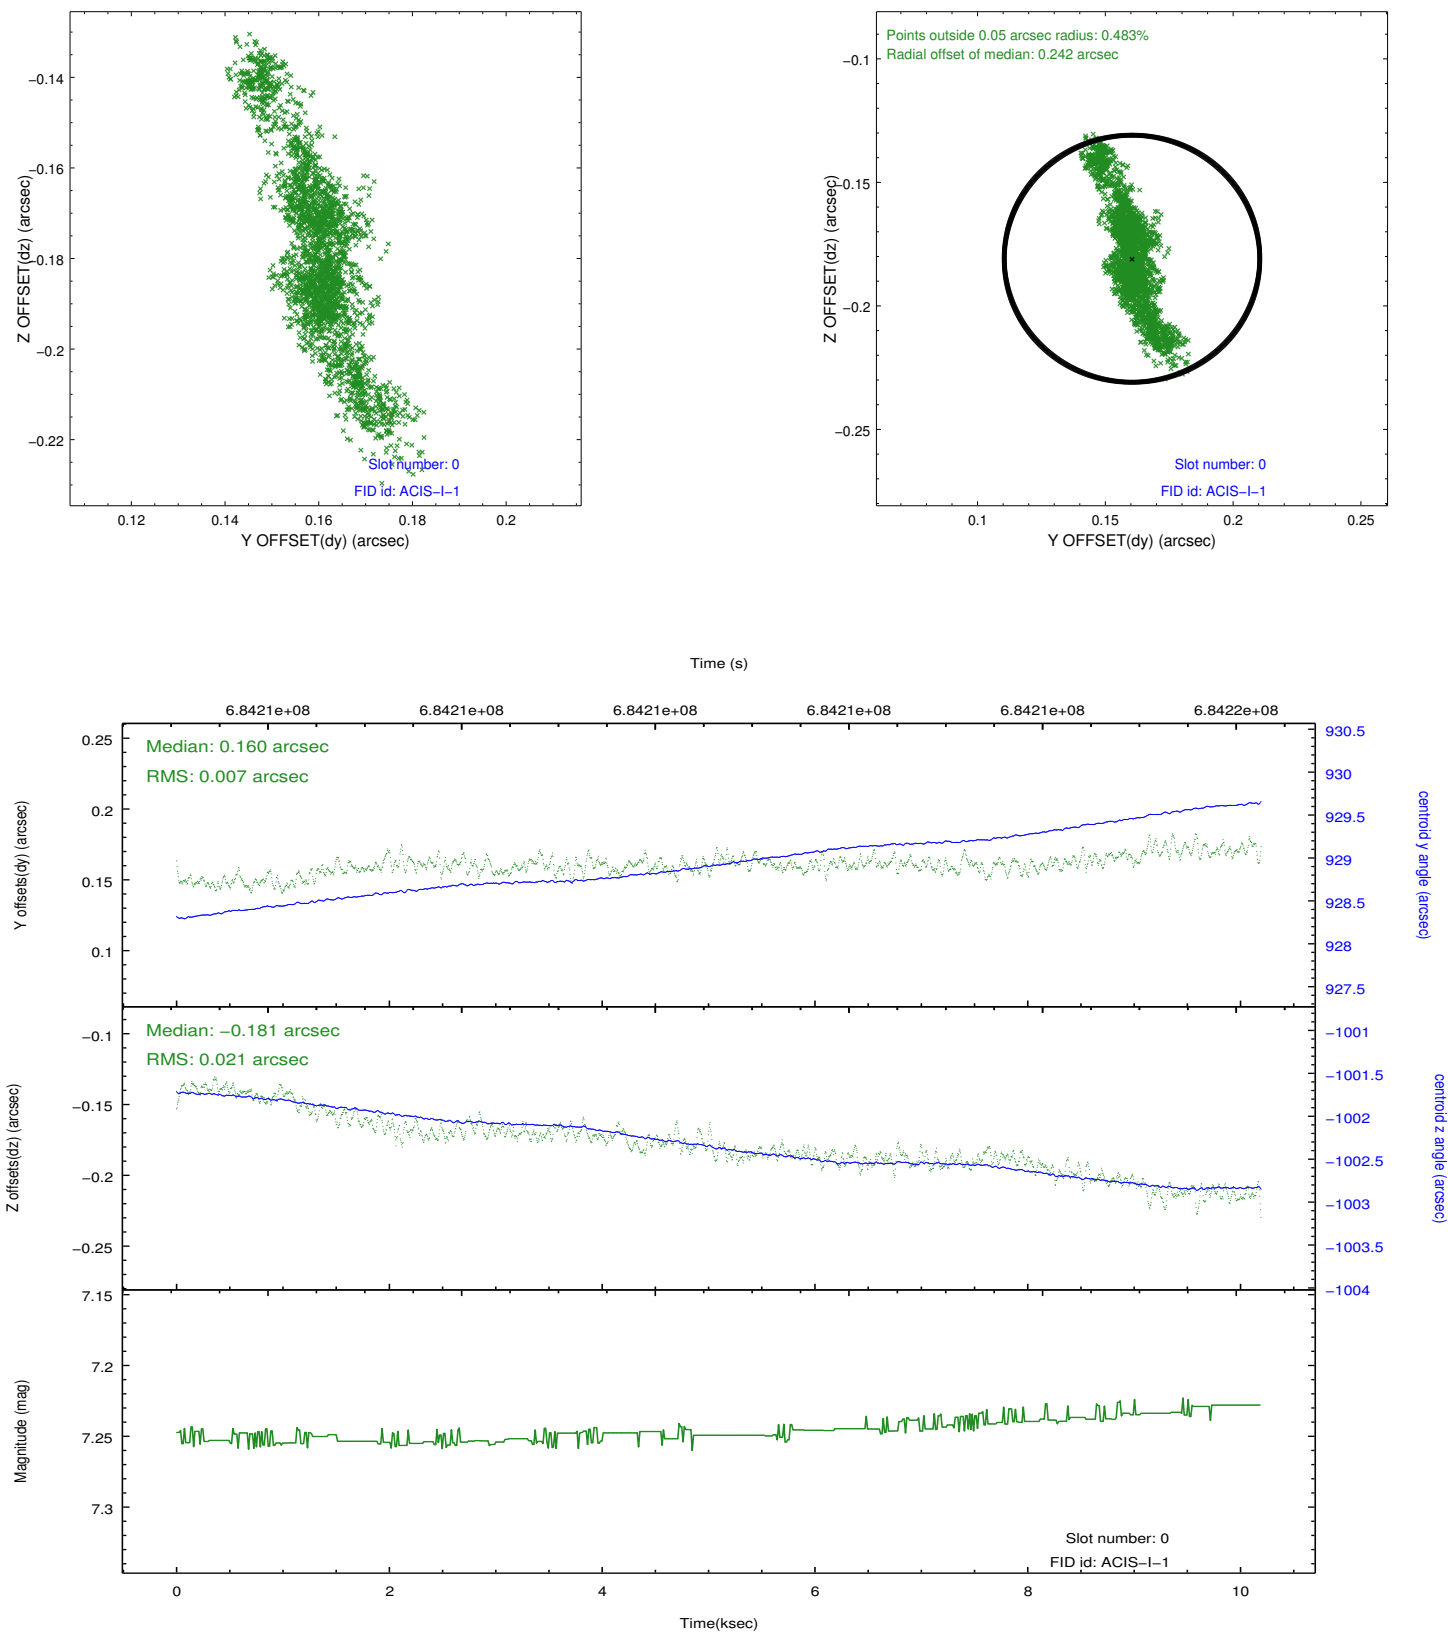 −0.14
−0.16
−0.18
−0.2
−0.22
Z OFFSET(dz) (arcsec)
Slot number: 0
FID id: ACIS−I−1
0.12
0.14
0.16
0.18
0.2
Y OFFSET(dy) (arcsec)
Points outside 0.05 arcsec radius: 0.483%
Radial offset of median: 0.242 arcsec
−0.1
−0.15
−0.2
−0.25
Z OFFSET(dz) (arcsec)
Slot number: 0
FID id: ACIS−I−1
0.1
0.15
0.2
0.25
Y OFFSET(dy) (arcsec)
Time (s)
6.8421e+08
6.8421e+08
6.8421e+08
6.8421e+08
6.8421e+08
6.8422e+08
Median: 0.160 arcsec
RMS: 0.007 arcsec
0.25
0.2
0.15
0.1
Y offsets(dy) (arcsec)
930.5
930
929.5
929
928.5
928
927.5
centroid y angle (arcsec)
Median: −0.181 arcsec
RMS: 0.021 arcsec
−0.1
−0.15
−0.2
−0.25
Z offsets(dz) (arcsec)
−1001
−1001.5
−1002
−1002.5
−1003
−1003.5
−1004
centroid z angle (arcsec)
7.15
7.2
7.25
7.3
Magnitude (mag)
Slot number: 0
FID id: ACIS−I−1
0
2
4
6
8
10
Time(ksec)